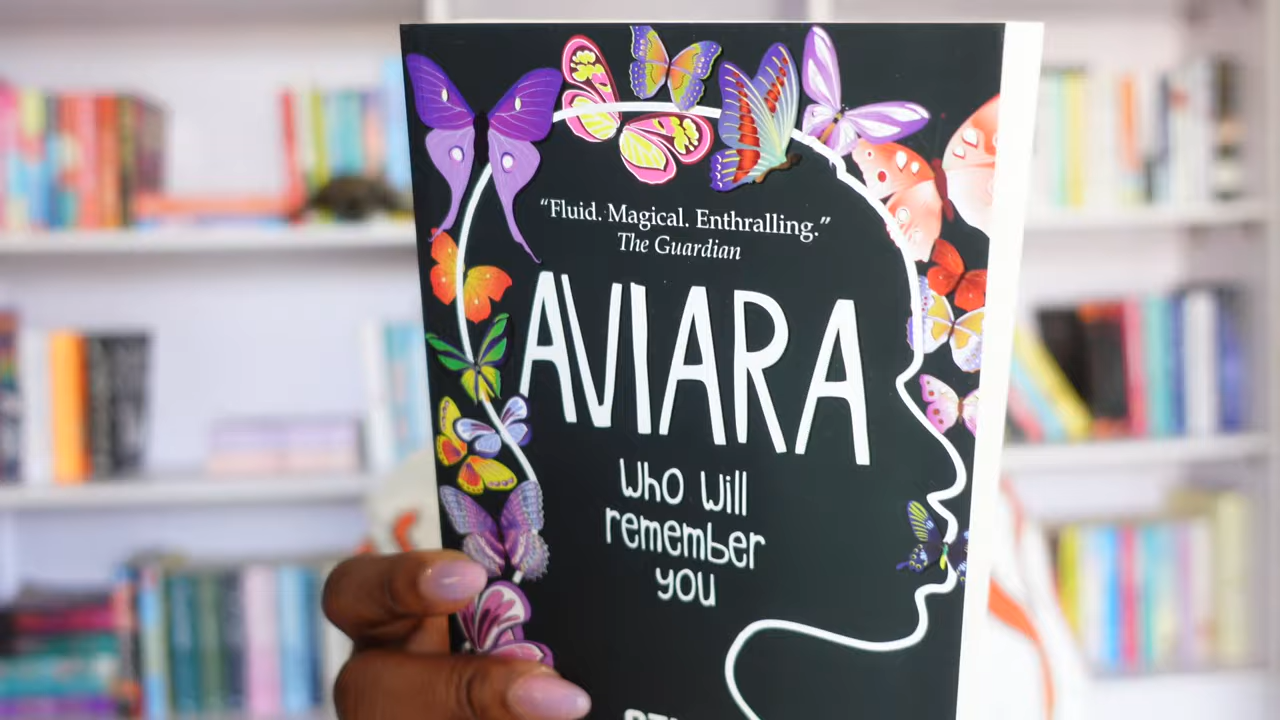 “Fluid. Magical. Enthralling.”
The Guardian
AVIARA
Who Will
remember
you